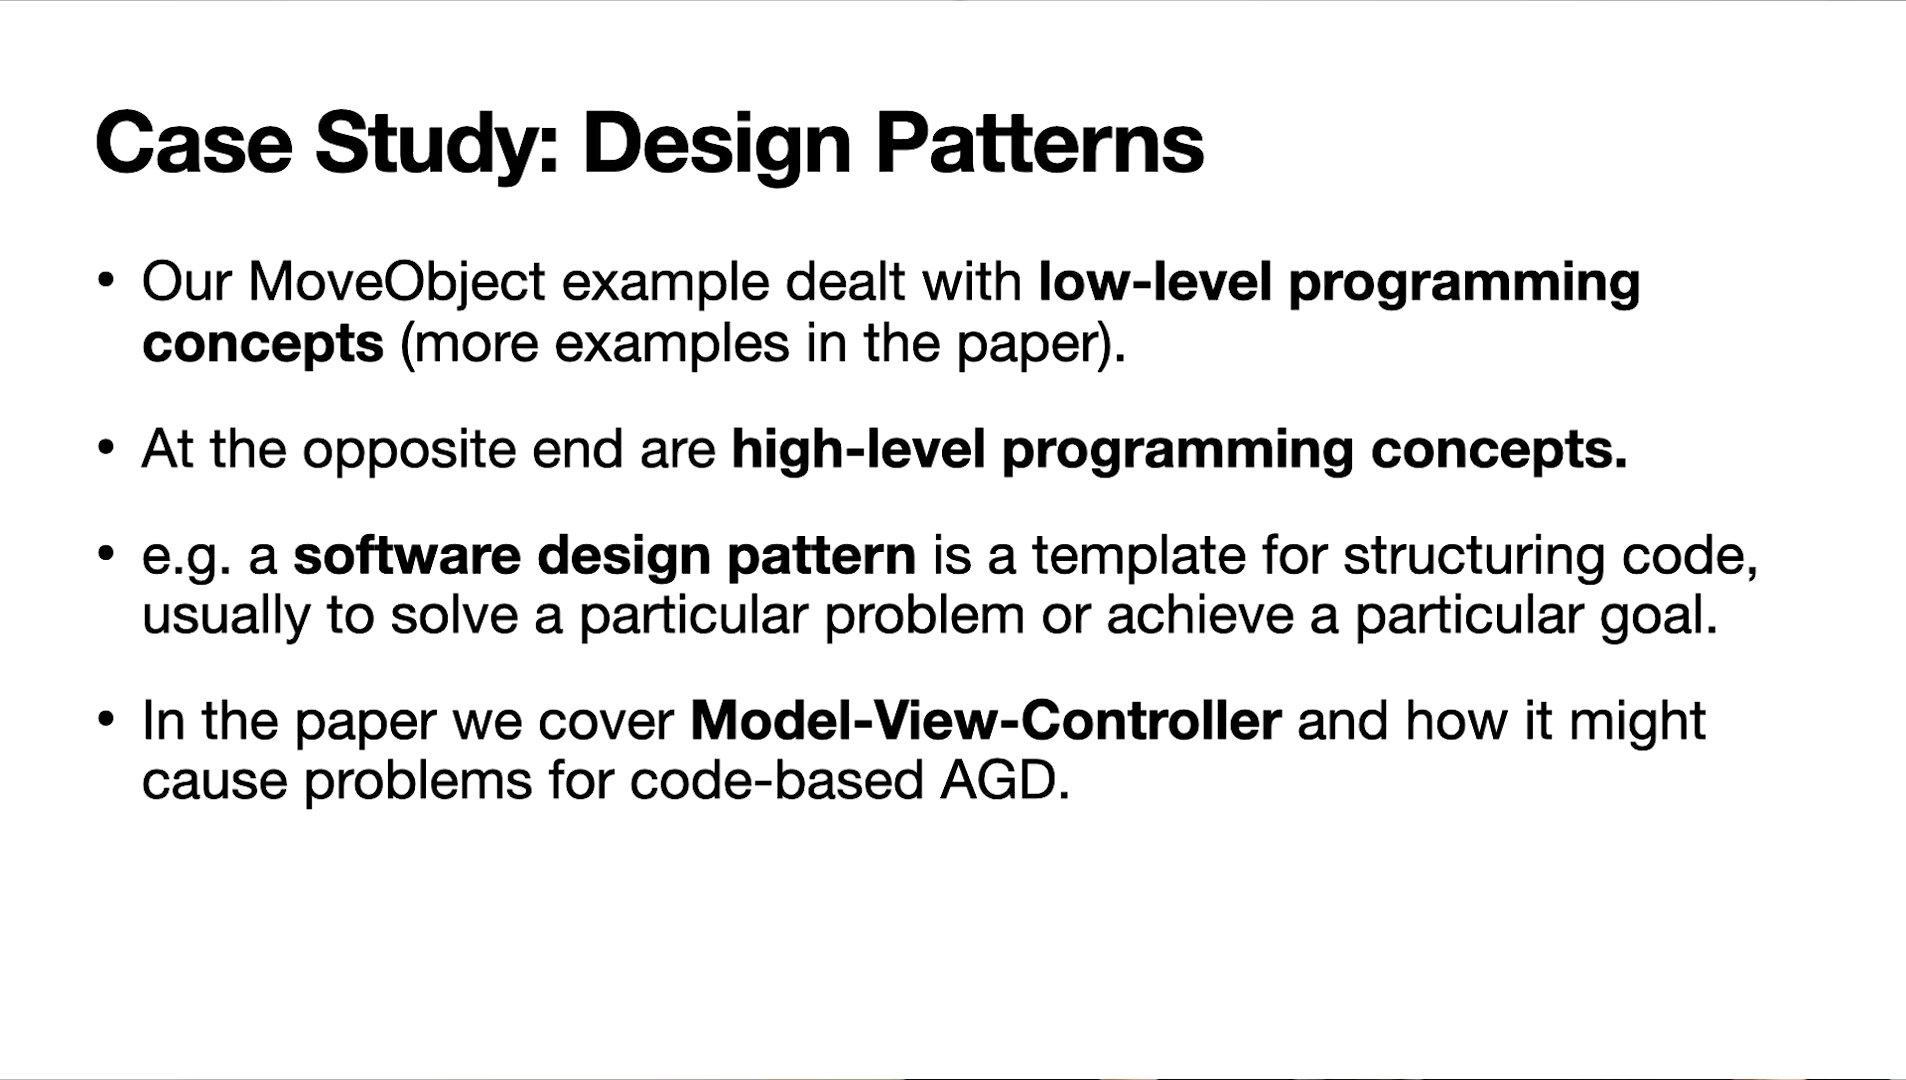 Case Study: Design Patterns
• Our MoveObject example dealt with low-level programming
concepts (more examples in the paper).
• At the opposite end are high-level programming concepts.
• e.g. a software design pattern is a template for structuring code,
usually to solve a particular problem or achieve a particular goal.
• In the paper we cover Model-View-Controller and how it might
cause problems for code-based AGD.